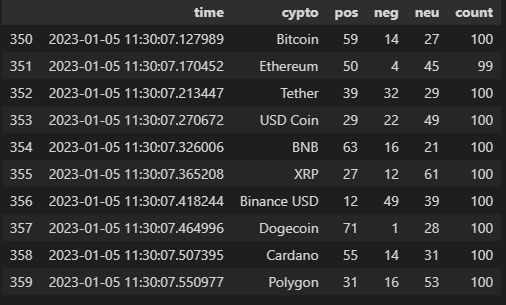 time cypto pos neg neu count
350 2023-01-05 11:30:07.127989 Bitcoin 59 14 27 100
351 2023-01-05 11:30:07.170452 Ethereum 50 4 45 99
352 2023-01-05 11:30:07.213447 Tether 39 32 29 100
353 2023-01-05 11:30:07.270672 USD Coin 29 22 49 100
354 2023-01-05 11:30:07.326006 BNB 63 16 21 100
355 2023-01-05 11:30:07.365208 XRP 27 12 61 100
356 2023-01-05 11:30:07.418244 Binance USD 12 49 39 100
357 2023-01-05 11:30:07.464996 Dogecoin 71 1 28 100
358 2023-01-05 11:30:07.507395 Cardano 55 14 31 100
359 2023-01-05 11:30:07.550977 Polygon 31 16 53 100